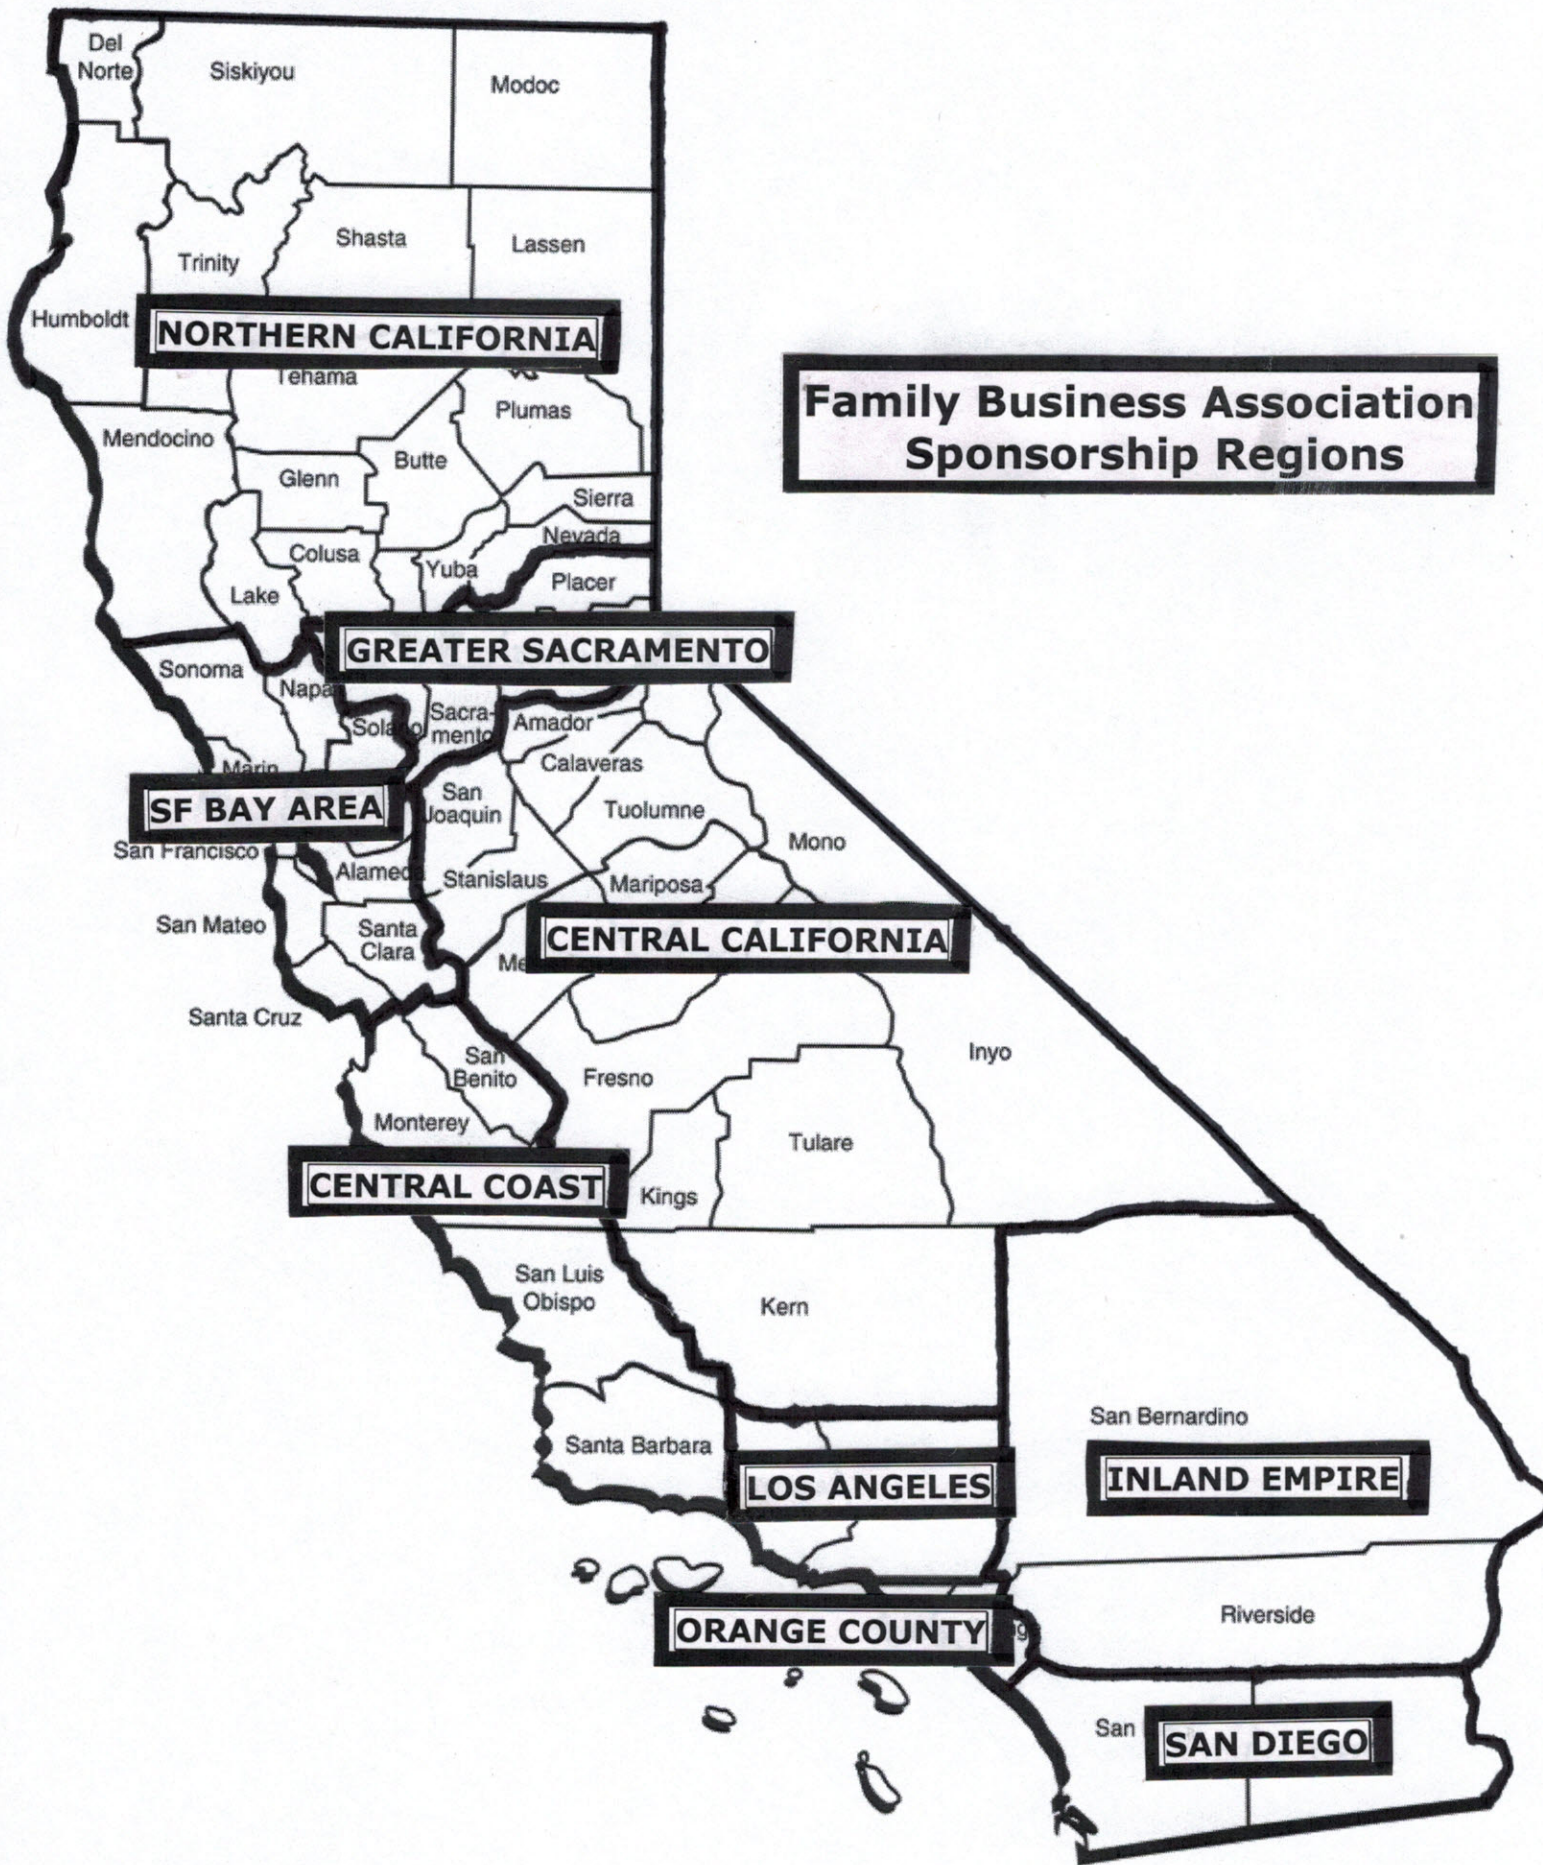 Del
Norte
Siskiyou
Modoc
Trinity
Shasta
Lassen
Humboldt
NORTHERN CALIFORNIA
Tehama
Plumas
Mendocino
Butte
Glenn
Sierra
Nevada
Colusa
Yuba
Placer
Lake
Family Business Association
Sponsorship Regions
GREATER SACRAMENTO
Sonoma
Napa
Solano
Sacra-
mento
Amador
Calaveras
Marin
SF BAY AREA
San
Joaquin
Tuolumne
Mono
San Francisco
Alameda
Stanislaus
Mariposa
San Mateo
Santa
Clara
CENTRAL CALIFORNIA
Me
Santa Cruz
San
Benito
Fresno
Inyo
Monterey
Tulare
CENTRAL COAST
Kings
San Luis
Obispo
Kern
San Bernardino
Santa Barbara
LOS ANGELES
INLAND EMPIRE
Riverside
ORANGE COUNTY
San
SAN DIEGO